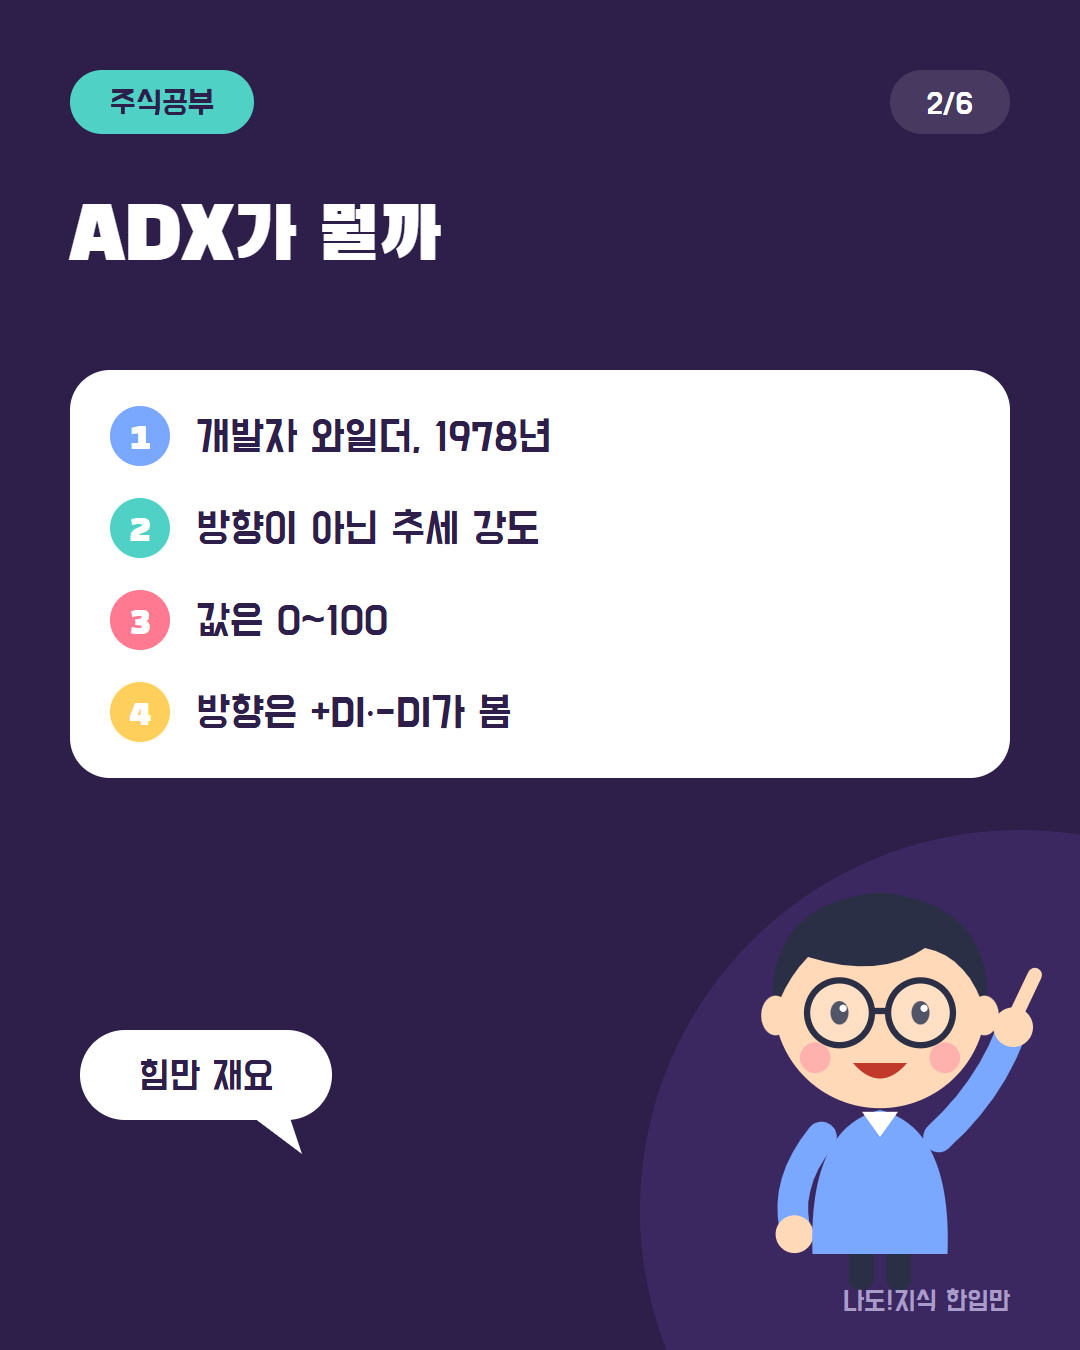 주식공부
2/6
ADX가 뭘까
1 개발자 와일더, 1978년
2 방향이 아닌 추세 강도
3 값은 0~100
4 방향은 +DI·-DI가 봄
힘만 재요
나도!지식 한입만